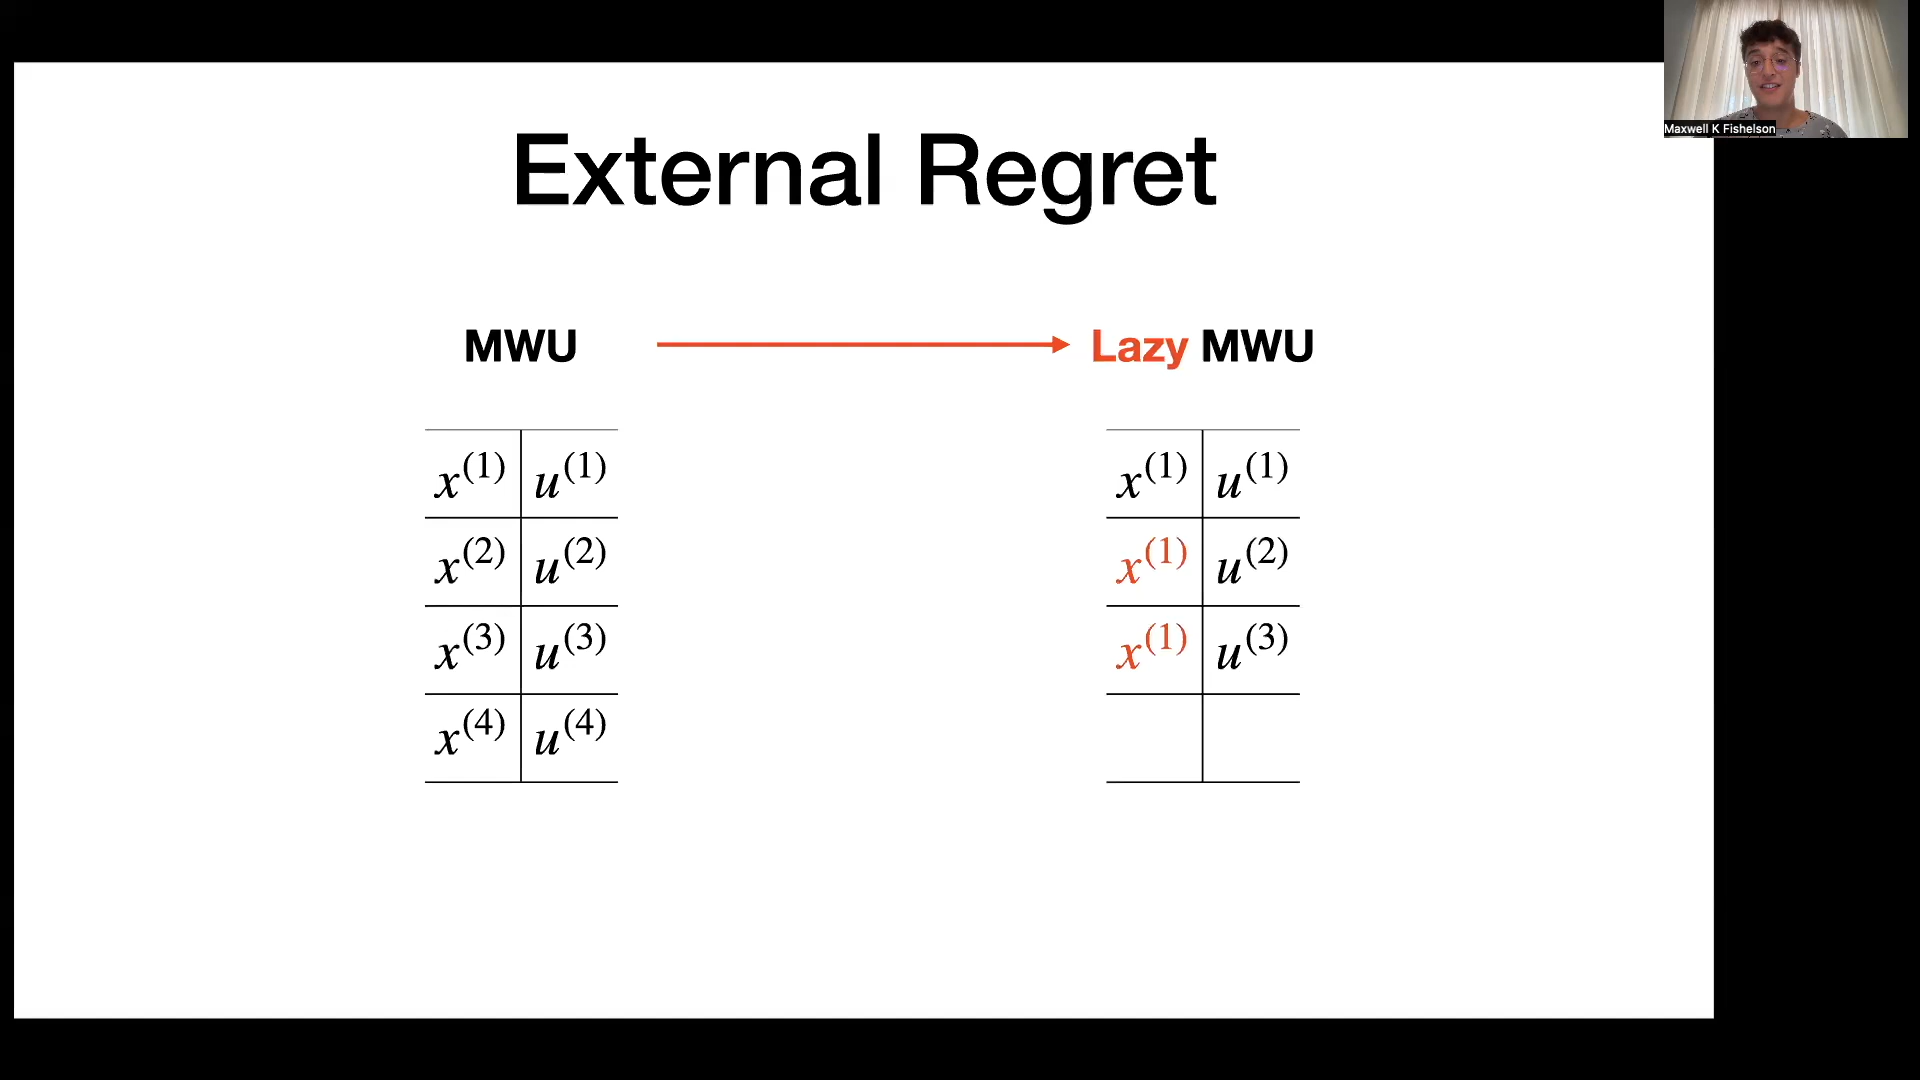 Maxwell K Fishelson
External Regret
MWU
Lazy MWU
x^(1) u^(1)
x^(2) u^(2)
x^(3) u^(3)
x^(4) u^(4)
x^(1) u^(1)
x^(1) u^(2)
x^(1) u^(3)